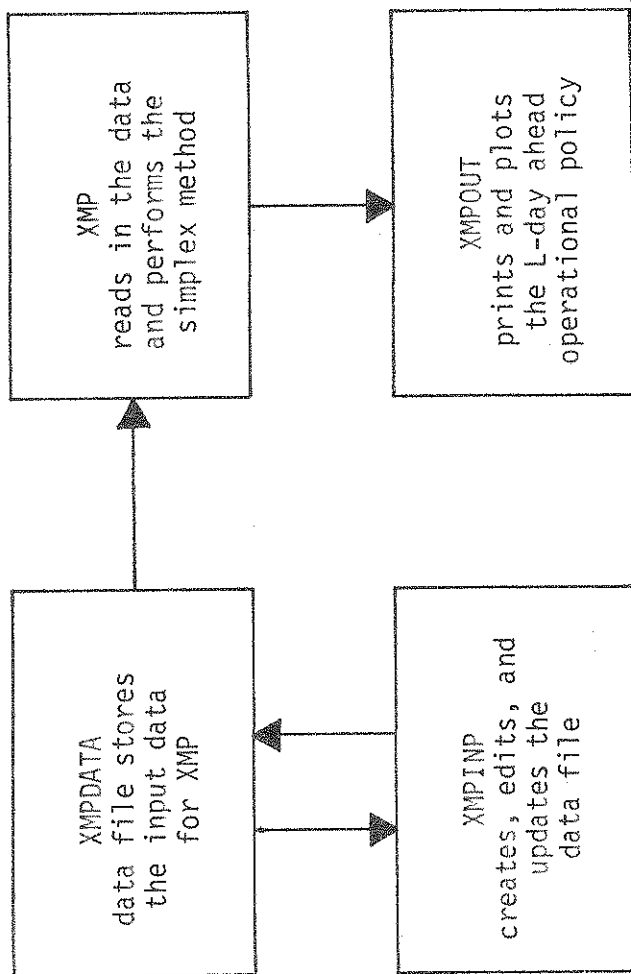 XMPDATA
data file stores
the input data
for XMP
XMP
reads in the data
and performs the
simplex method
XMPINP
creates, edits, and
updates the
data file
XMPOUT
prints and plots
the L-day ahead
operational policy